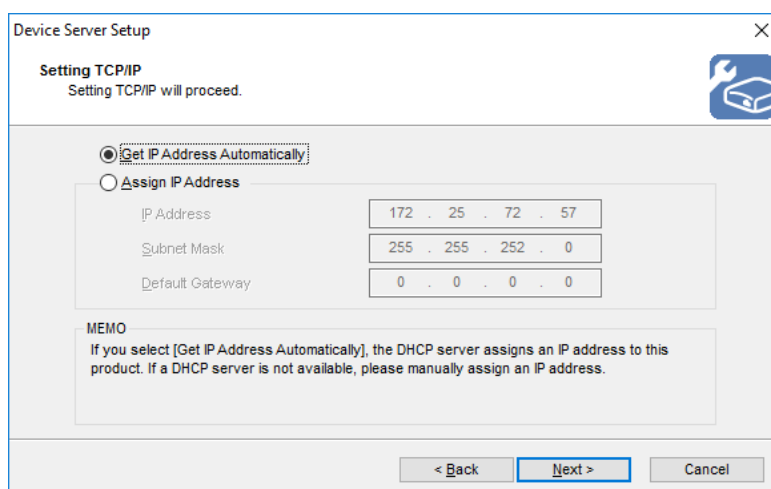 Device Server Setup
Setting TCP/IP
Setting TCP/IP will proceed.
Get IP Address Automatically
Assign IP Address
IP Address 172 . 25 . 72 . 57
Subnet Mask 255 . 255 . 252 . 0
Default Gateway 0 . 0 . 0 . 0
MEMO
If you select [Get IP Address Automatically], the DHCP server assigns an IP address to this
product. If a DHCP server is not available, please manually assign an IP address.
< Back Next > Cancel